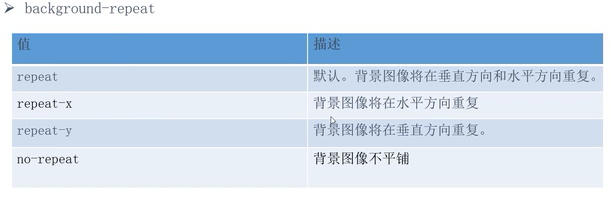 ➢ background-repeat
值 描述
repeat 默认。背景图像将在垂直方向和水平方向重复。
repeat-x 背景图像将在水平方向重复
repeat-y 背景图像将在垂直方向重复。
no-repeat 背景图像不平铺